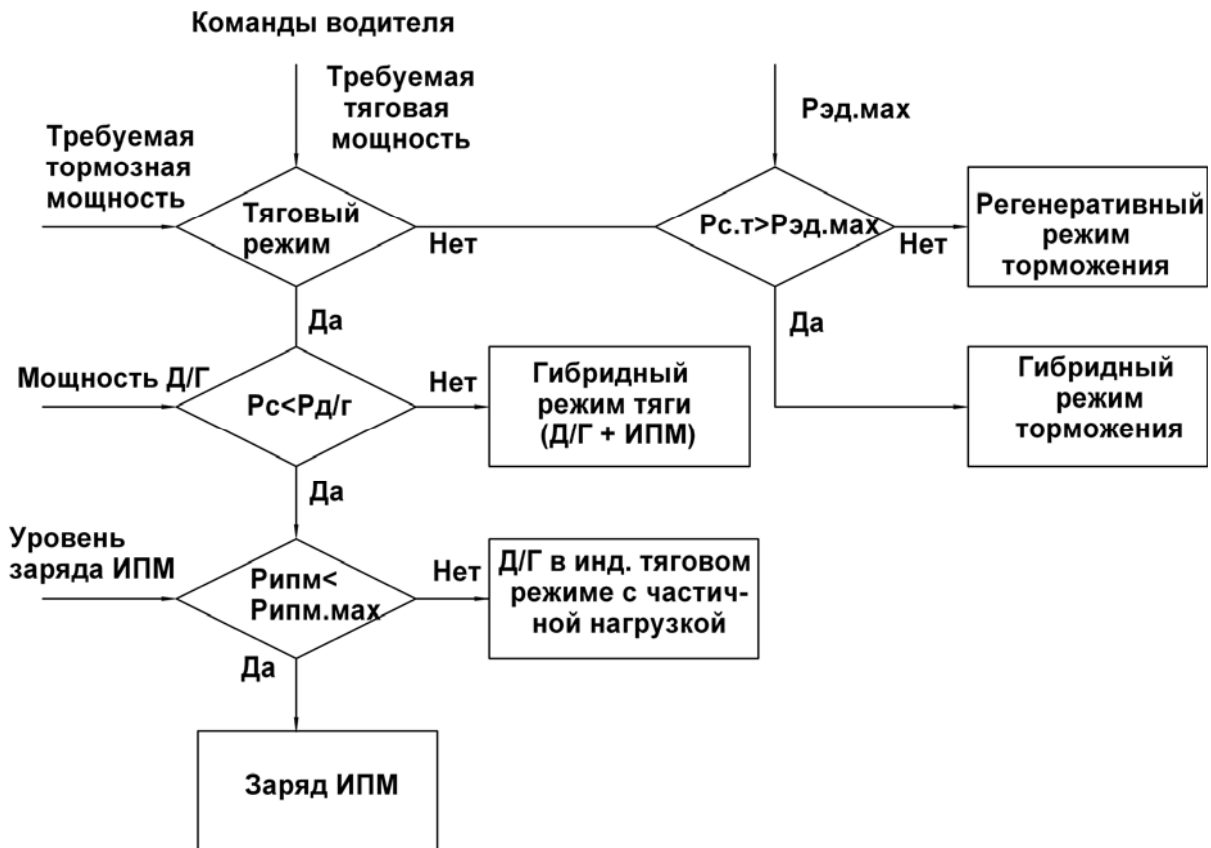 Команды водителя
Требуемая
тяговая
мощность
Рэд.мах
Требуемая
тормозная
мощность
Тяговый
режим
Нет
Рс.т>Рэд.мах
Нет
Регенеративный
режим
торможения
Да
Да
Мощность Д/Г
Рс<Рд/г
Нет
Гибридный
режим тяги
(Д/Г + ИПМ)
Гибридный
режим
торможения
Да
Уровень
заряда ИПМ
Рипм<
Рипм.мах
Нет
Д/Г в инд. тяговом
режиме с частич-
ной нагрузкой
Да
Заряд ИПМ